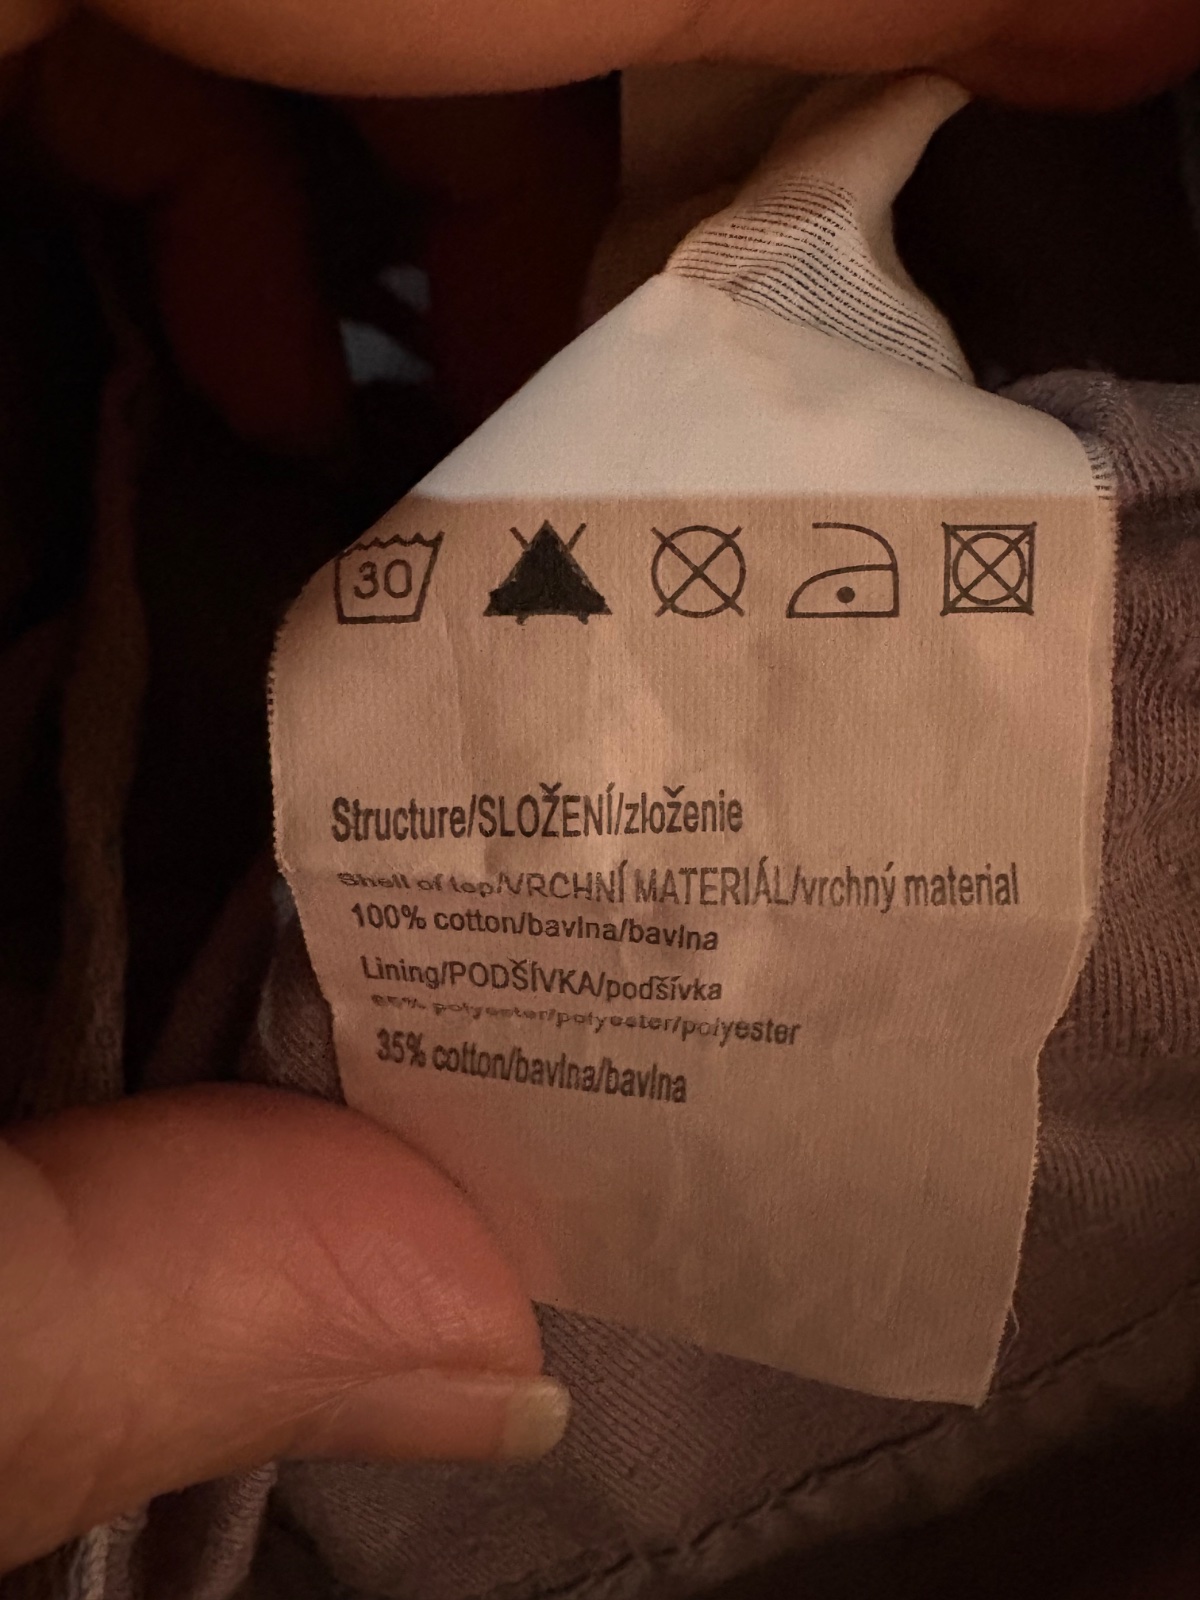 30
Structure/SLOŽENÍ/zloženie
Shell of top/VRCHNÍ MATERIÁL/vrchný material
100% cotton/bavlna/bavlna
Lining/PODŠÍVKA/podšívka
65% polyester/polyester/polyester
35% cotton/bavlna/bavlna